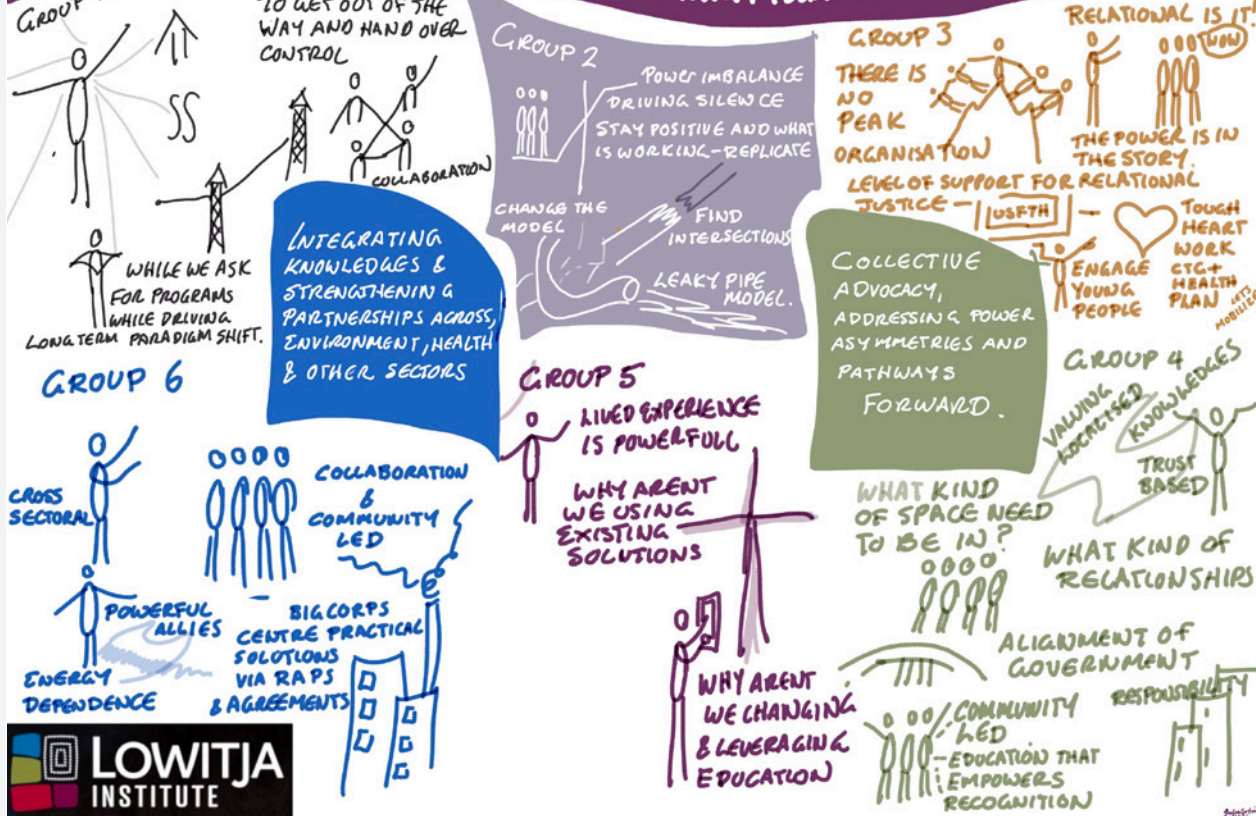 GROUP
TO GET OUT OF THE
WAY AND HAND OVER
CONTROL
COLLABORATION
WHILE WE ASK
FOR PROGRAMS
WHILE DRIVING
LONG TERM PARADIGM SHIFT.
GROUP 2
POWER IMBALANCE
DRIVING SILENCE
STAY POSITIVE AND WHAT
IS WORKING-REPLICATE
CHANGE THE
MODEL
FIND
INTERSECTIONS
LEAKY PIPE
MODEL.
GROUP 3
THERE IS
NO
PEAK
ORGANISATION
RELATIONAL IS IT!
WOW
THE POWER IS IN
THE STORY.
LEVEL OF SUPPORT FOR RELATIONAL
JUSTICE -
USFTH
ENGAGE
YOUNG
PEOPLE
TOUGH
HEART
WORK
CTG+
HEALTH
PLAN
LETS
MOBILIZE
INTEGRATING
KNOWLEDGES &
STRENGTHENING
PARTNERSHIPS ACROSS,
ENVIRONMENT, HEALTH
& OTHER SECTORS
COLLECTIVE
ADVOCACY,
ADDRESSING POWER
ASYMMETRIES AND
PATHWAYS
FORWARD.
GROUP 6
CROSS
SECTORAL
COLLABORATION
&
COMMUNITY
LED
POWERFUL
ALLIES
ENERGY
DEPENDENCE
BIG CORPS
CENTRE PRACTICAL
SOLUTIONS
VIA RAPS
& AGREEMENTS
GROUP 5
LIVED EXPERIENCE
IS POWERFULL
WHY ARENT
WE USING
EXISTING
SOLUTIONS
WHY ARENT
WE CHANGING
& LEVERAGING
EDUCATION
GROUP 4
VALUING
LOCALISED
KNOWLEDGES
TRUST
BASED
WHAT KIND
OF SPACE NEED
TO BE IN?
WHAT KIND OF
RELATIONSHIPS
ALIGNMENT OF
GOVERNMENT
RESPONSIBILITY
COMMUNITY
LED
EDUCATION THAT
EMPOWERS
RECOGNITION
LOWITJA
INSTITUTE